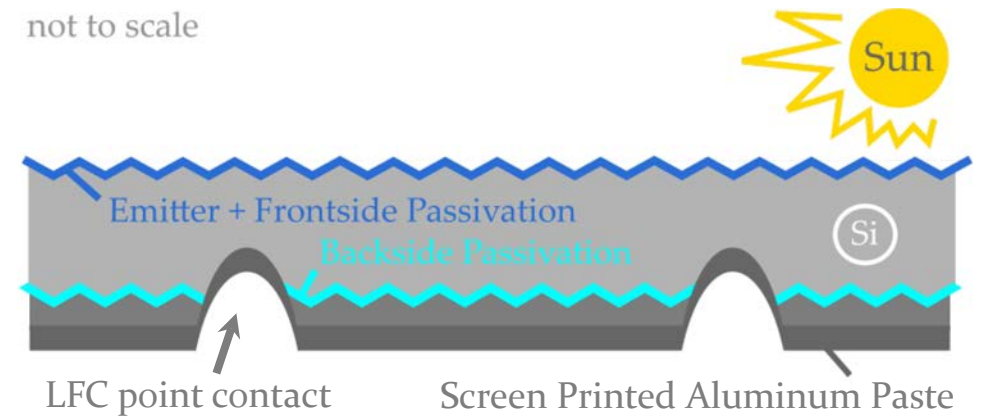 not to scale
Sun
Emitter + Frontside Passivation
Si
Backside Passivation
LFC point contact
Screen Printed Aluminum Paste